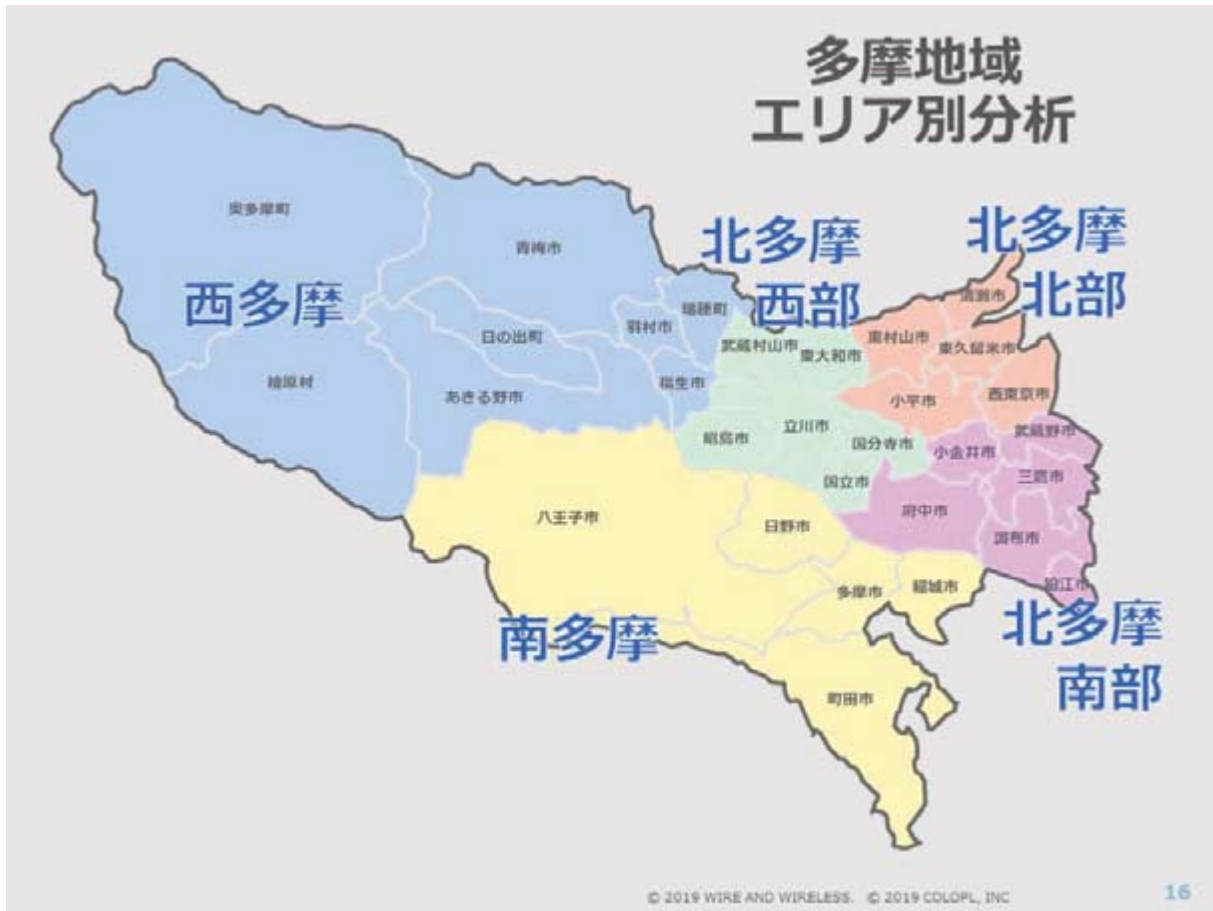 多摩地域
エリア別分析
奥多摩町
青梅市
北多摩
西部
北多摩
北部
西多摩
清瀬市
瑞穂町
羽村市
日の出町
武蔵村山市
東大和市
東村山市
東久留米市
檜原村
あきる野市
福生市
小平市
西東京市
昭島市
立川市
国分寺市
小金井市
武蔵野市
三鷹市
国立市
府中市
八王子市
日野市
調布市
多摩市
稲城市
狛江市
南多摩
北多摩
南部
町田市
© 2019 WIRE AND WIRELESS. © 2019 COLOPL, INC
16